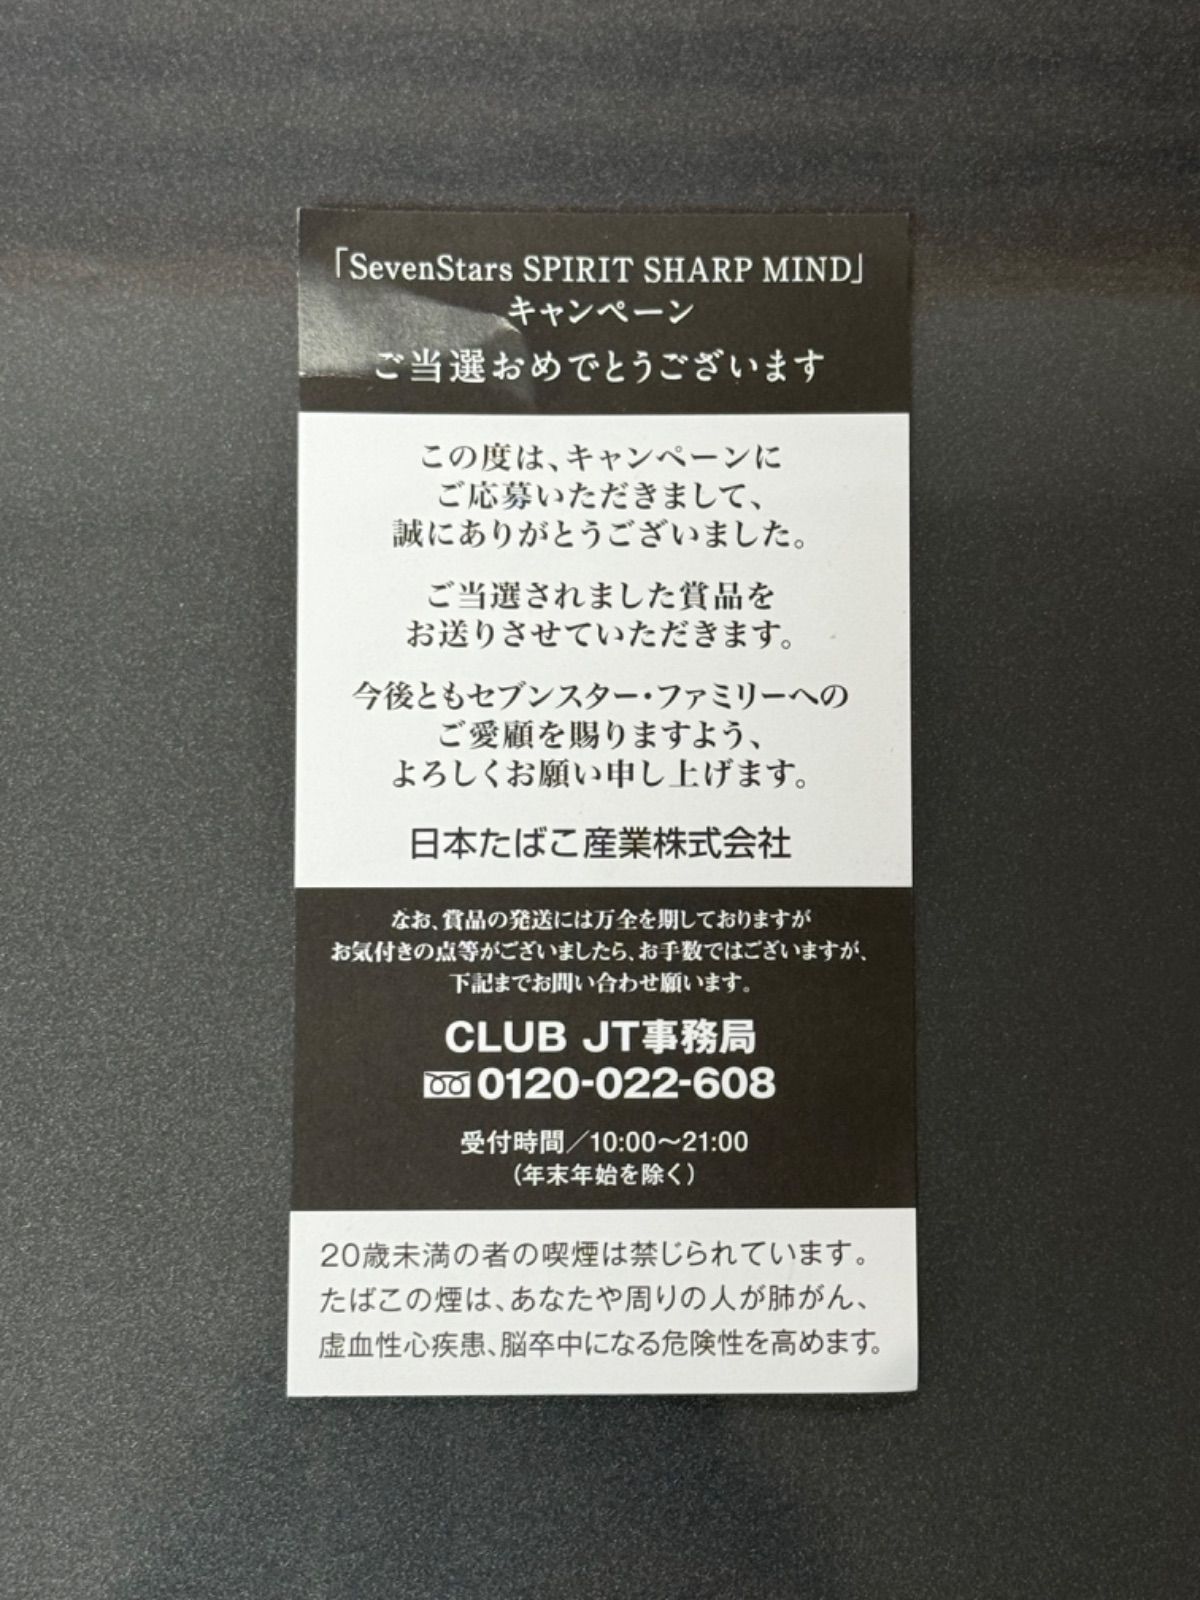 「SevenStars SPIRIT SHARP MIND」
キャンペーン
ご当選おめでとうございます
この度は、キャンペーンに
ご応募いただきまして、
誠にありがとうございました。
ご当選されました賞品を
お送りさせていただきます。
今後ともセブンスター・ファミリーへの
ご愛顧を賜りますよう、
よろしくお願い申し上げます。
日本たばこ産業株式会社
なお、賞品の発送には万全を期しておりますが
お気付きの点等がございましたら、お手数ではございますが、
下記までお問い合わせ願います。
CLUB JT事務局
0120-022-608
受付時間／10:00〜21:00
（年末年始を除く）
20歳未満の者の喫煙は禁じられています。
たばこの煙は、あなたや周りの人が肺がん、
虚血性心疾患、脳卒中になる危険性を高めます。